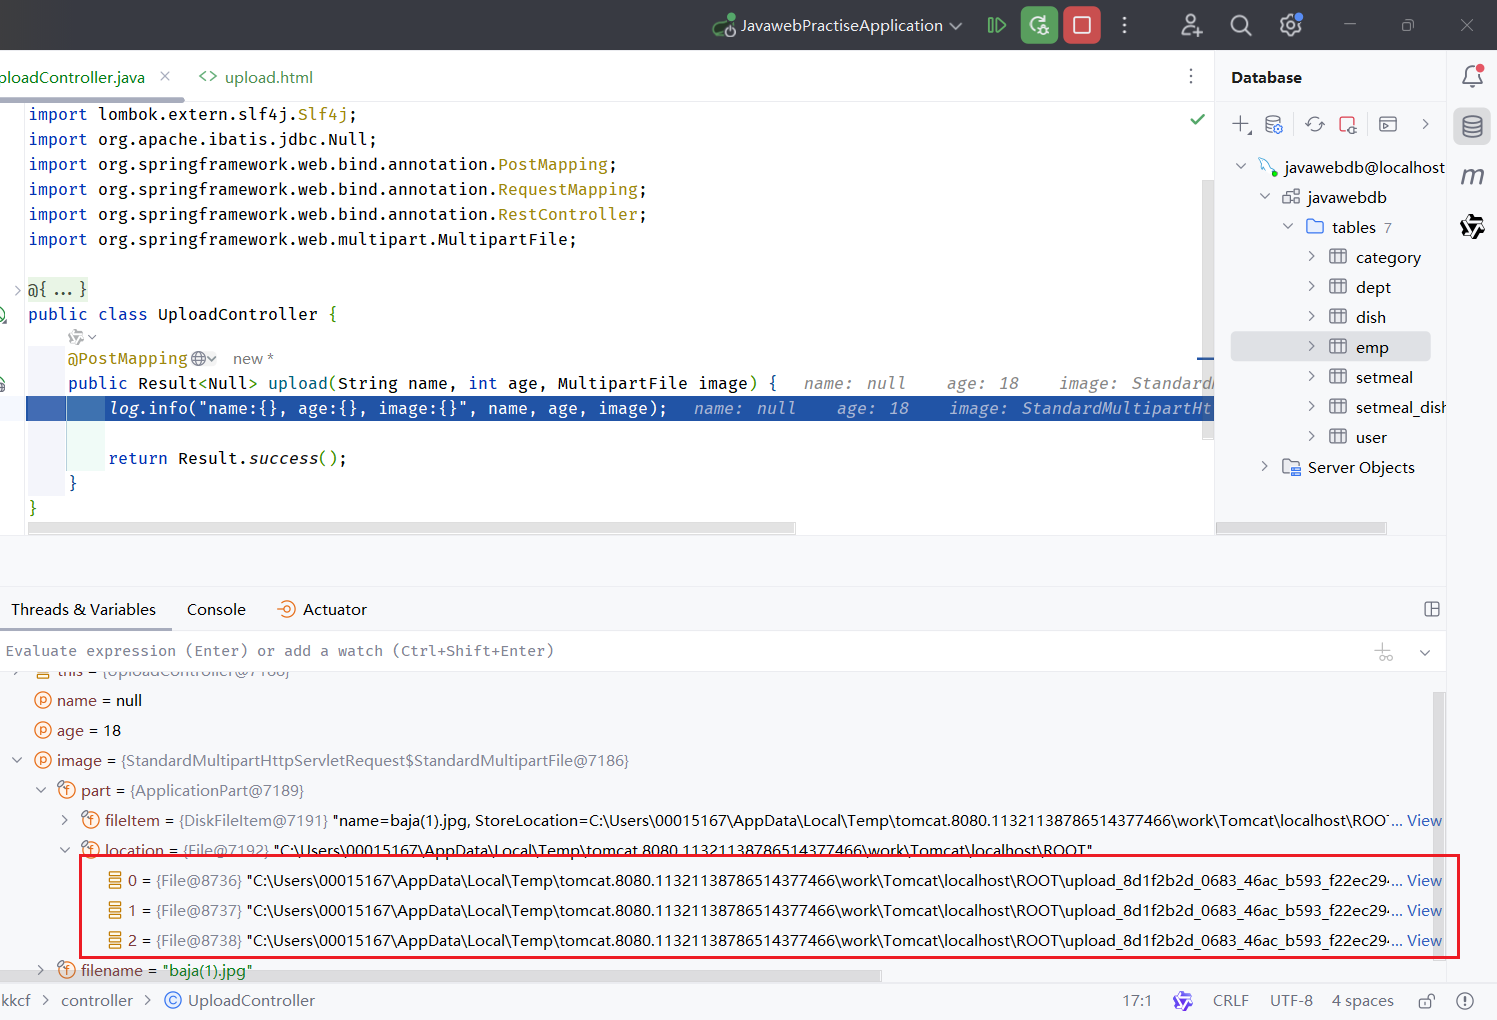 JavawebPractiseApplication
ploadController.java
<> upload.html
Database
import lombok.extern.slf4j.Slf4j;
import org.apache.ibatis.jdbc.Null;
import org.springframework.web.bind.annotation.PostMapping;
import org.springframework.web.bind.annotation.RequestMapping;
import org.springframework.web.bind.annotation.RestController;
import org.springframework.web.multipart.MultipartFile;
@{...}
public class UploadController {
@PostMapping new *
public Result<Null> upload(String name, int age, MultipartFile image) { name: null age: 18 image: Standard
log.info("name:{}, age:{}, image:{}", name, age, image); name: null age: 18 image: StandardMultipartHt
return Result.success();
}
}
javawebdb@localhost
javawebdb
tables 7
category
dept
dish
emp
setmeal
setmeal_dish
user
Server Objects
m
Threads & Variables
Console
Actuator
Evaluate expression (Enter) or add a watch (Ctrl+Shift+Enter)
this = {UploadController@7188}
name = null
age = 18
image = {StandardMultipartHttpServletRequest$StandardMultipartFile@7186}
part = {ApplicationPart@7189}
fileItem = {DiskFileItem@7191} "name=baja(1).jpg, StoreLocation=C:\Users\00015167\AppData\Local\Temp\tomcat.8080.11321138786514377466\work\Tomcat\localhost\ROO'... View
location = {File@7192} "C:\Users\00015167\AppData\Local\Temp\tomcat.8080.11321138786514377466\work\Tomcat\localhost\ROOT"
0 = {File@8736} "C:\Users\00015167\AppData\Local\Temp\tomcat.8080.11321138786514377466\work\Tomcat\localhost\ROOT\upload_8d1f2b2d_0683_46ac_b593_f22ec294... View
1 = {File@8737} "C:\Users\00015167\AppData\Local\Temp\tomcat.8080.11321138786514377466\work\Tomcat\localhost\ROOT\upload_8d1f2b2d_0683_46ac_b593_f22ec294... View
2 = {File@8738} "C:\Users\00015167\AppData\Local\Temp\tomcat.8080.11321138786514377466\work\Tomcat\localhost\ROOT\upload_8d1f2b2d_0683_46ac_b593_f22ec294... View
filename = "baja(1).jpg"
kkcf > controller > UploadController
17:1 CRLF UTF-8 4 spaces